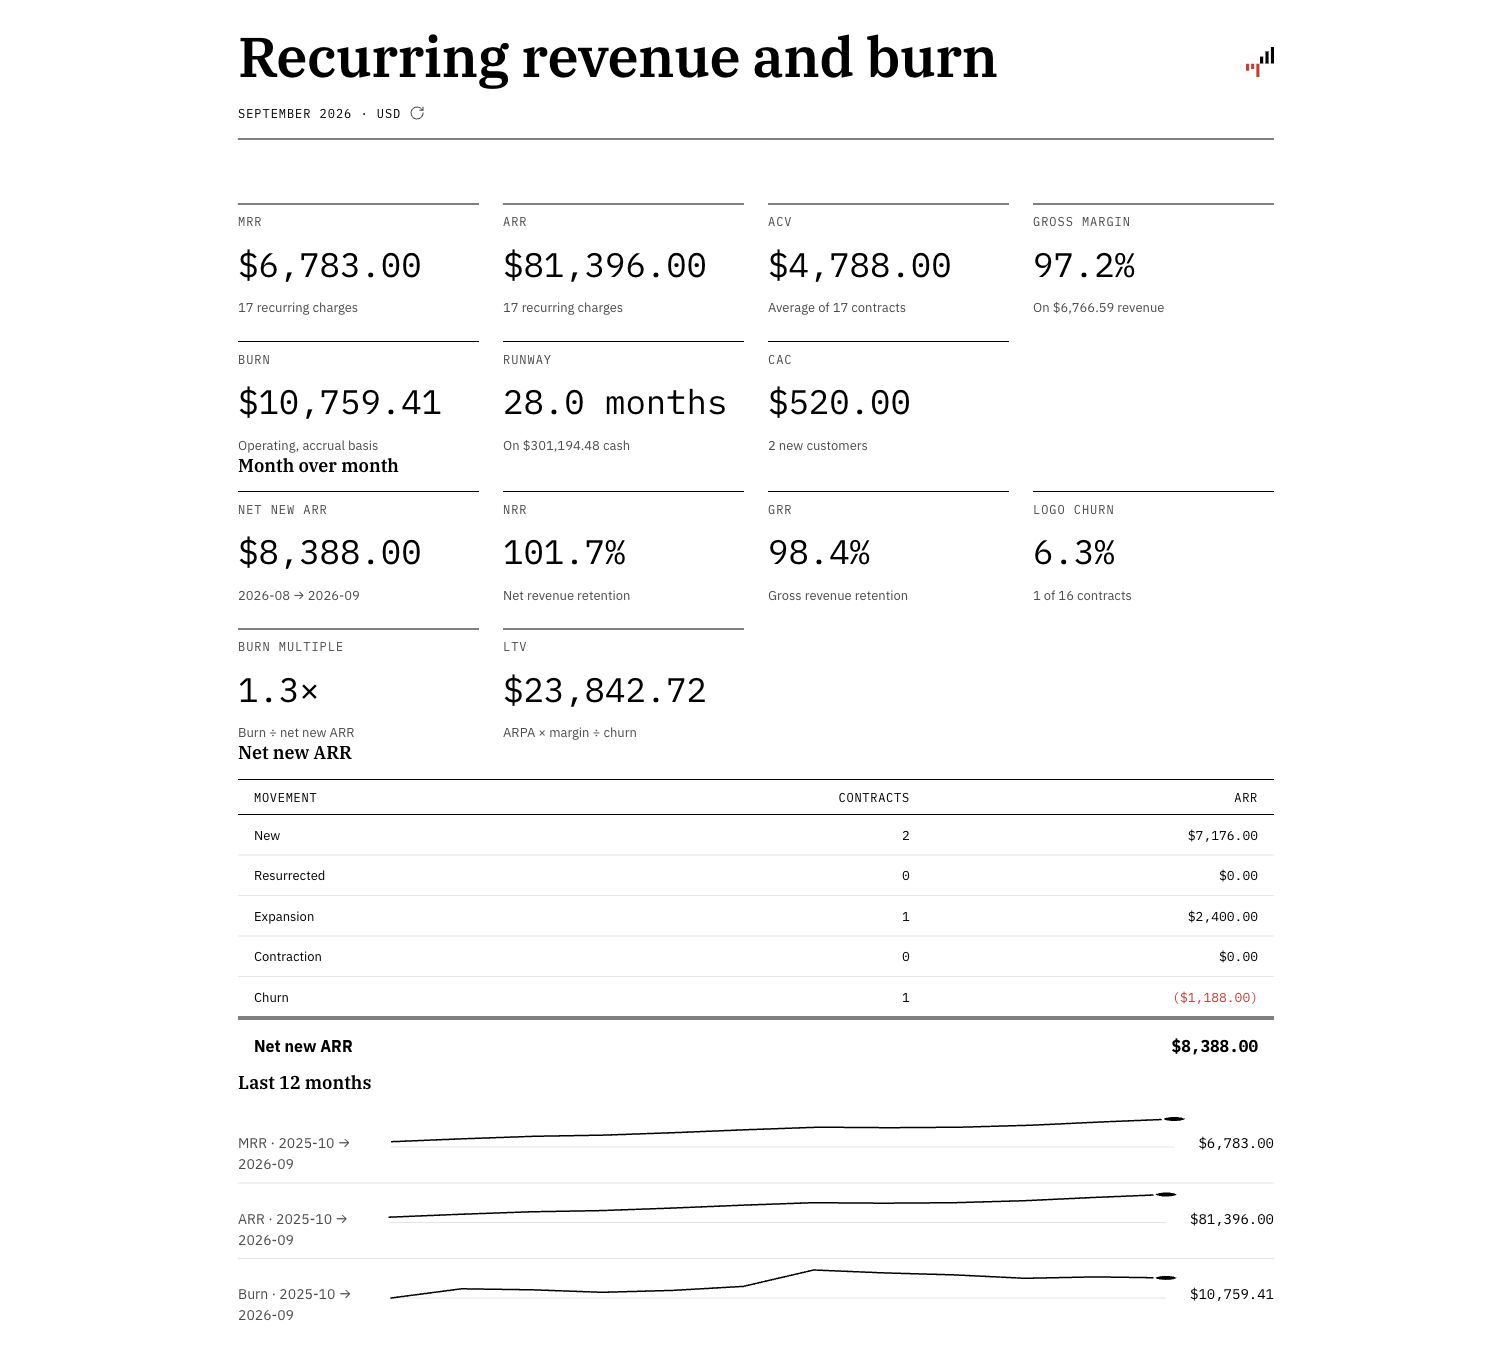 Recurring revenue and burn
SEPTEMBER 2026 · USD
MRR
$6,783.00
17 recurring charges
ARR
$81,396.00
17 recurring charges
ACV
$4,788.00
Average of 17 contracts
GROSS MARGIN
97.2%
On $6,766.59 revenue
BURN
$10,759.41
Operating, accrual basis
RUNWAY
28.0 months
On $301,194.48 cash
CAC
$520.00
2 new customers
Month over month
NET NEW ARR
$8,388.00
2026-08 → 2026-09
NRR
101.7%
Net revenue retention
GRR
98.4%
Gross revenue retention
LOGO CHURN
6.3%
1 of 16 contracts
BURN MULTIPLE
1.3×
Burn ÷ net new ARR
LTV
$23,842.72
ARPA × margin ÷ churn
Net new ARR
MOVEMENT CONTRACTS ARR
New 2 $7,176.00
Resurrected 0 $0.00
Expansion 1 $2,400.00
Contraction 0 $0.00
Churn 1 ($1,188.00)
Net new ARR $8,388.00
Last 12 months
MRR · 2025-10 →
2026-09
$6,783.00
ARR · 2025-10 →
2026-09
$81,396.00
Burn · 2025-10 →
2026-09
$10,759.41